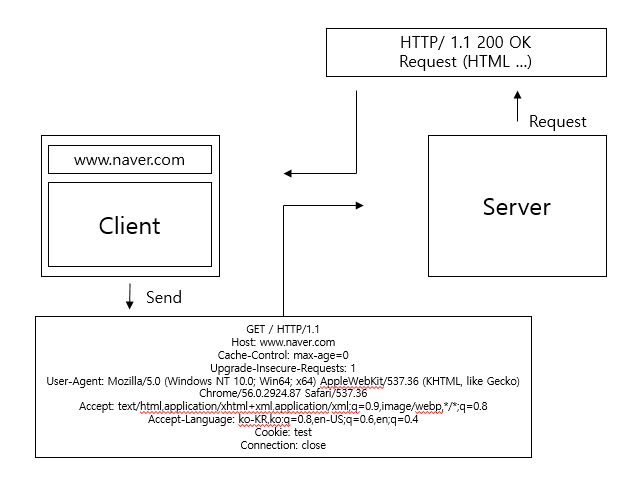 HTTP/ 1.1 200 OK
Request (HTML ...)
Request
www.naver.com
Client
Server
Send
GET / HTTP/1.1
Host: www.naver.com
Cache-Control: max-age=0
Upgrade-Insecure-Requests: 1
User-Agent: Mozilla/5.0 (Windows NT 10.0; Win64; x64) AppleWebKit/537.36 (KHTML, like Gecko)
Chrome/56.0.2924.87 Safari/537.36
Accept: text/html,application/xhtml+xml,application/xml;q=0.9,image/webp,*/*;q=0.8
Accept-Language: ko-KR,ko;q=0.8,en-US;q=0.6,en;q=0.4
Cookie: test
Connection: close